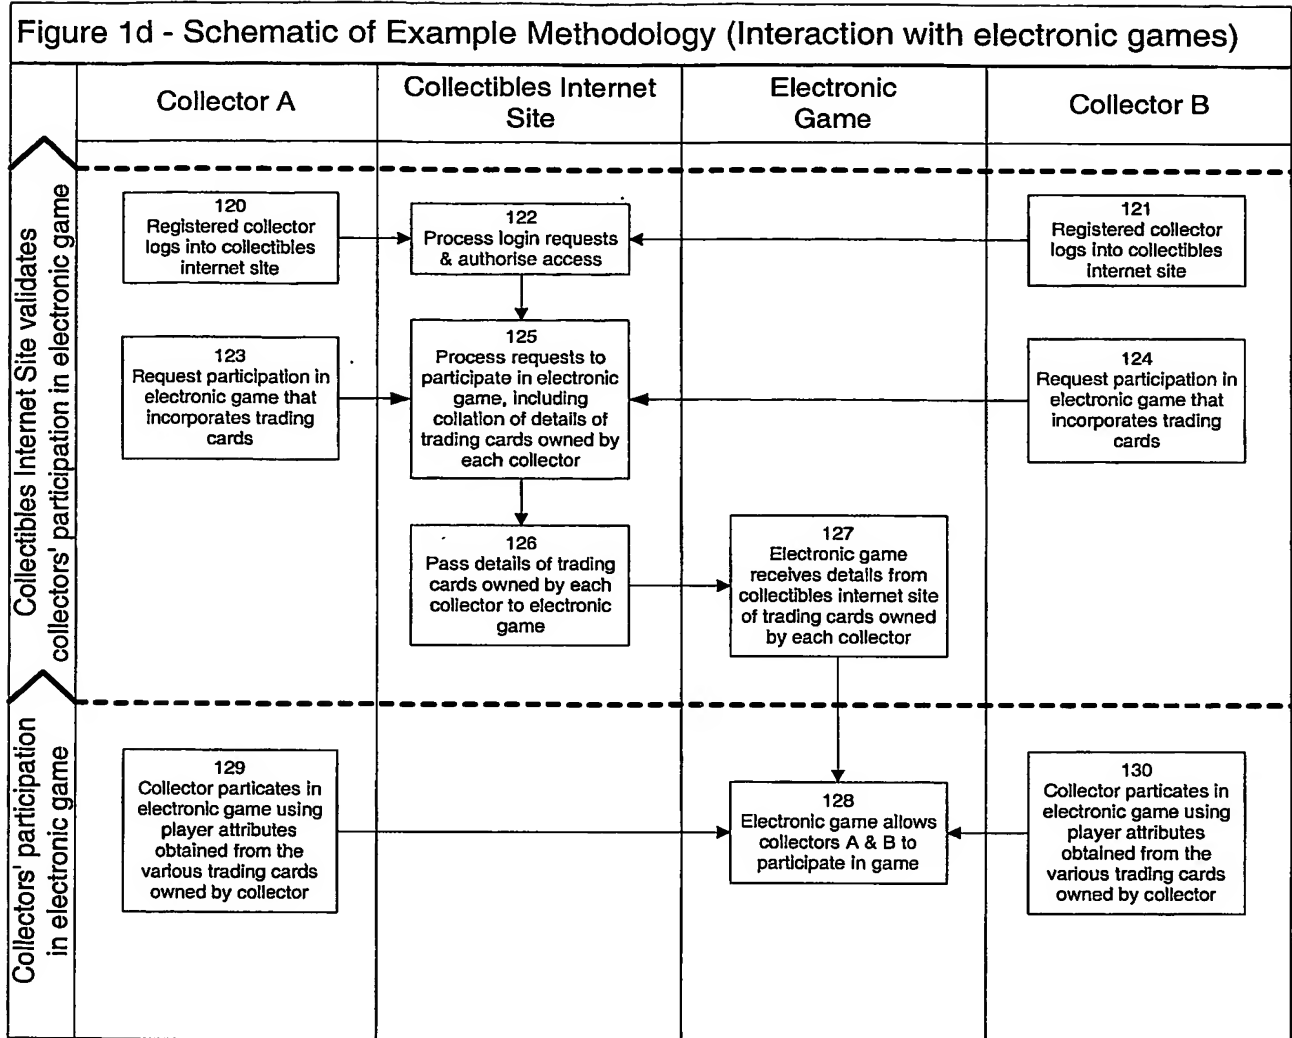 Figure 1d - Schematic of Example Methodology (Interaction with electronic games)
Collector A
Collectibles Internet
Site
Electronic
Game
Collector B
Collectibles Internet Site validates
collectors' participation in electronic game
120
Registered collector
logs into collectibles
internet site
122
Process login requests
& authorise access
121
Registered collector
logs into collectibles
internet site
123
Request participation in
electronic game that
incorporates trading
cards
125
Process requests to
participate in electronic
game, including
collation of details of
trading cards owned by
each collector
124
Request participation in
electronic game that
incorporates trading
cards
126
Pass details of trading
cards owned by each
collector to electronic
game
127
Electronic game
receives details from
collectibles internet site
of trading cards owned
by each collector
Collectors' participation
in electronic game
129
Collector particates in
electronic game using
player attributes
obtained from the
various trading cards
owned by collector
128
Electronic game allows
collectors A & B to
participate in game
130
Collector particates in
electronic game using
player attributes
obtained from the
various trading cards
owned by collector